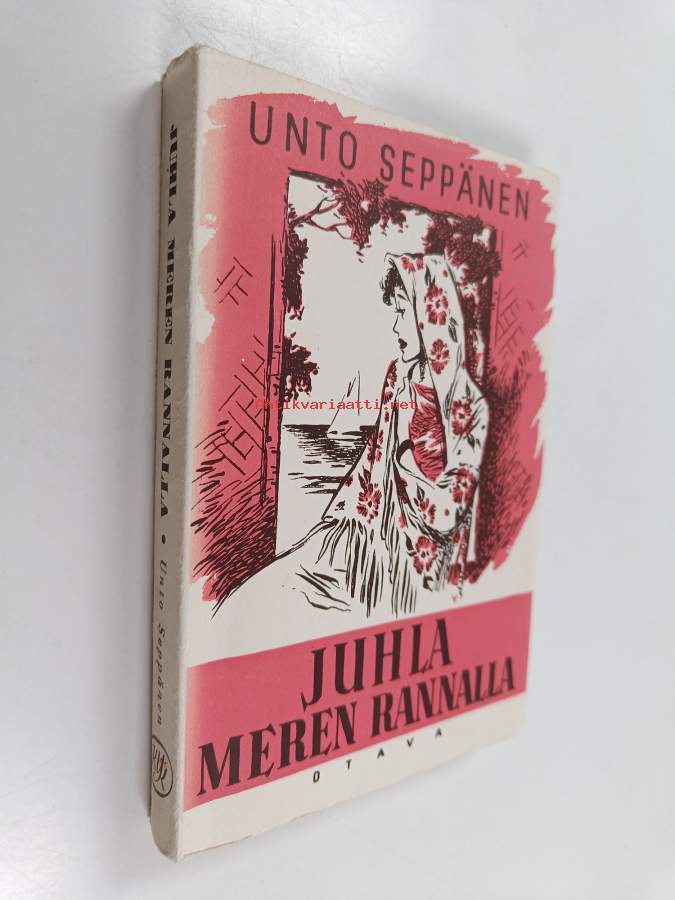 UNTO SEPPÄNEN
JUHLA
MEREN RANNALLA
OTAVA
JUHLA MEREN RANNALLA • Unto Seppänen
Antikvariaatti.net